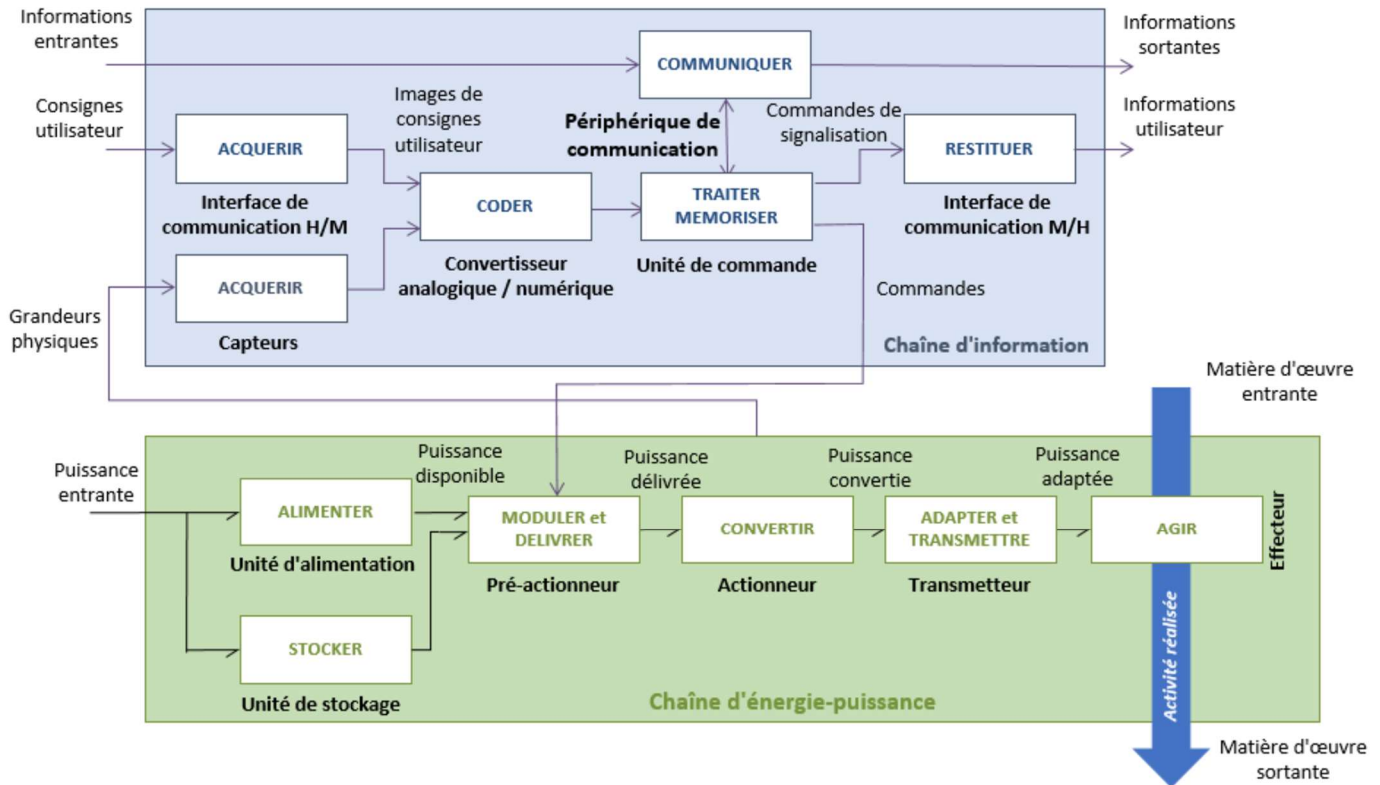 Informations
entrantes
COMMUNIQUER
Informations
sortantes
Consignes
utilisateur
Images de
consignes
utilisateur
Périphérique de
communication
Commandes de
signalisation
Informations
utilisateur
ACQUERIR
Interface de
communication H/M
CODER
Convertisseur
analogique / numérique
TRAITER
MEMORISER
Unité de commande
RESTITUER
Interface de
communication M/H
ACQUERIR
Capteurs
Grandeurs
physiques
Commandes
Chaîne d'information
Matière d'œuvre
entrante
Puissance
entrante
Puissance
disponible
Puissance
délivrée
Puissance
convertie
Puissance
adaptée
ALIMENTER
Unité d'alimentation
MODULER et
DELIVRER
Pré-actionneur
CONVERTIR
Actionneur
ADAPTER et
TRANSMETTRE
Transmetteur
AGIR
Effecteur
STOCKER
Unité de stockage
Chaîne d'énergie-puissance
Activité réalisée
Matière d'œuvre
sortante